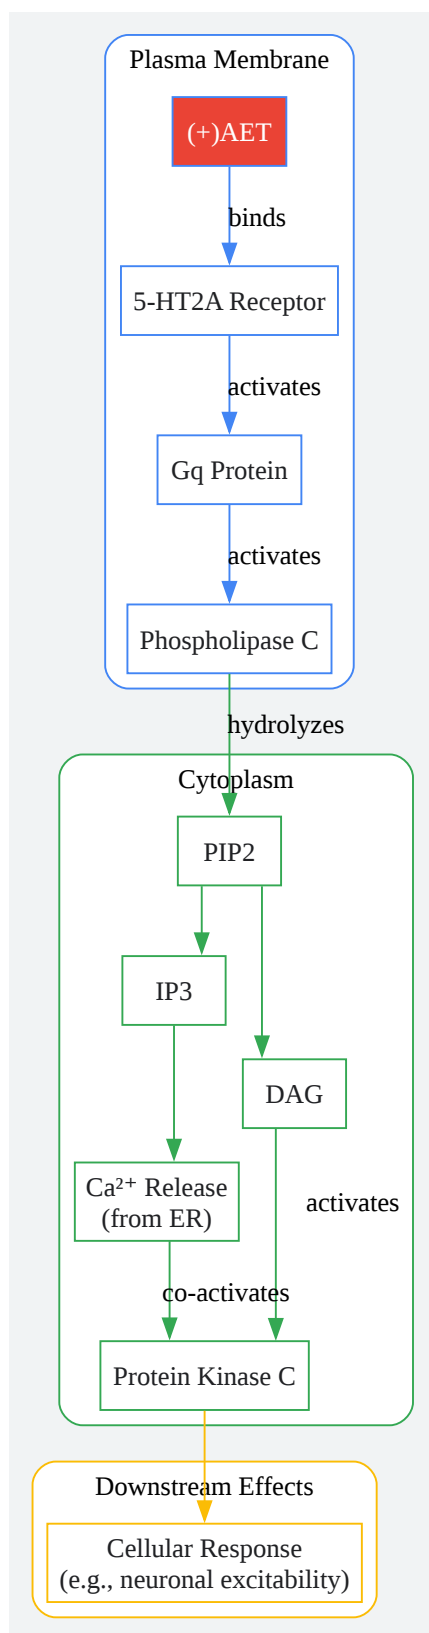 Plasma Membrane
(+)AET
binds
5-HT2A Receptor
activates
Gq Protein
activates
Phospholipase C
hydrolyzes
Cytoplasm
PIP2
IP3
DAG
Ca²⁺ Release
(from ER)
activates
co-activates
Protein Kinase C
Downstream Effects
Cellular Response
(e.g., neuronal excitability)